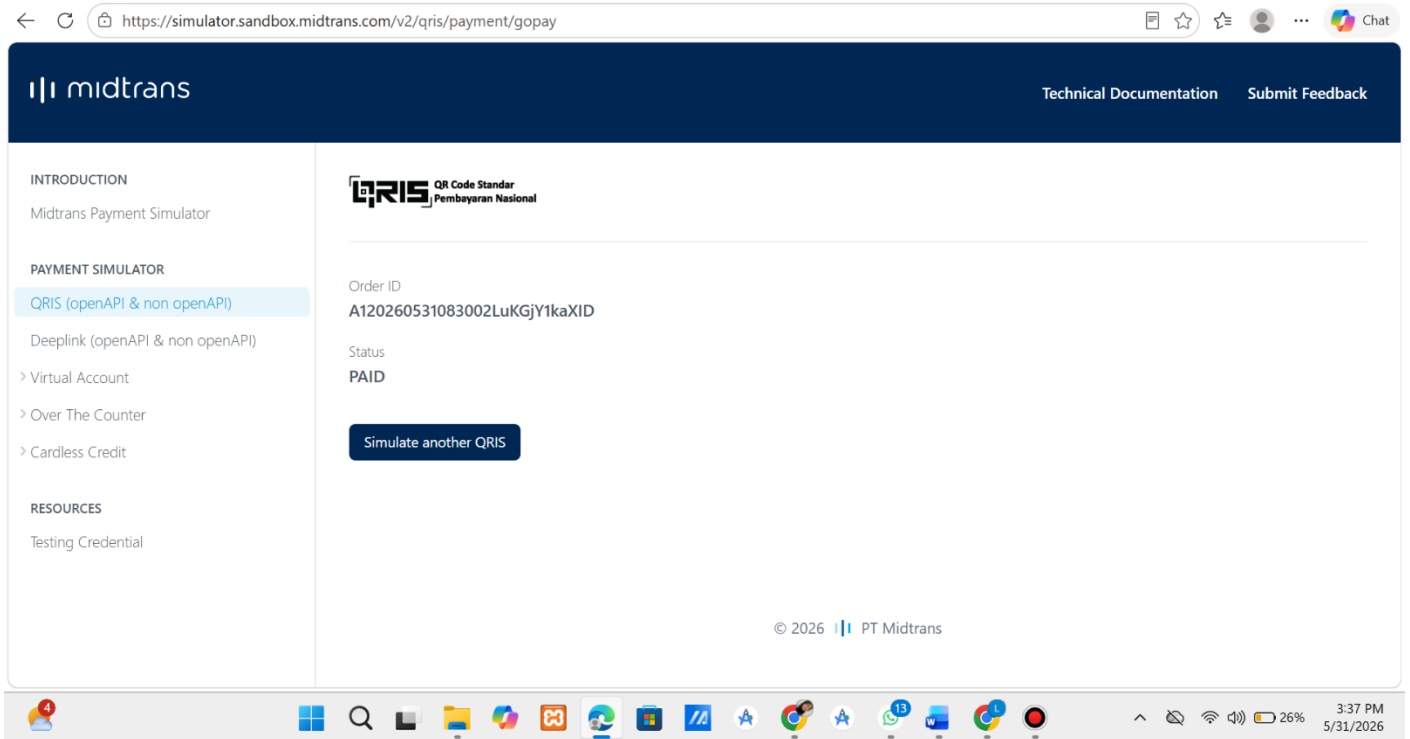 https://simulator.sandbox.midtrans.com/v2/qris/payment/gopay
Chat
midtrans
Technical Documentation
Submit Feedback
INTRODUCTION
Midtrans Payment Simulator
PAYMENT SIMULATOR
QRIS (openAPI & non openAPI)
Deeplink (openAPI & non openAPI)
Virtual Account
Over The Counter
Cardless Credit
RESOURCES
Testing Credential
QRIS
QR Code Standar
Pembayaran Nasional
Order ID
A120260531083002LuKGjY1kaXID
Status
PAID
Simulate another QRIS
© 2026 PT Midtrans
4
13
L
26%
3:37 PM
5/31/2026